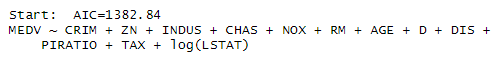 Start:  AIC=1382.84
MEDV ~ CRIM + ZN + INDUS + CHAS + NOX + RM + AGE + D + DIS +
    PIRATIO + TAX + log(LSTAT)